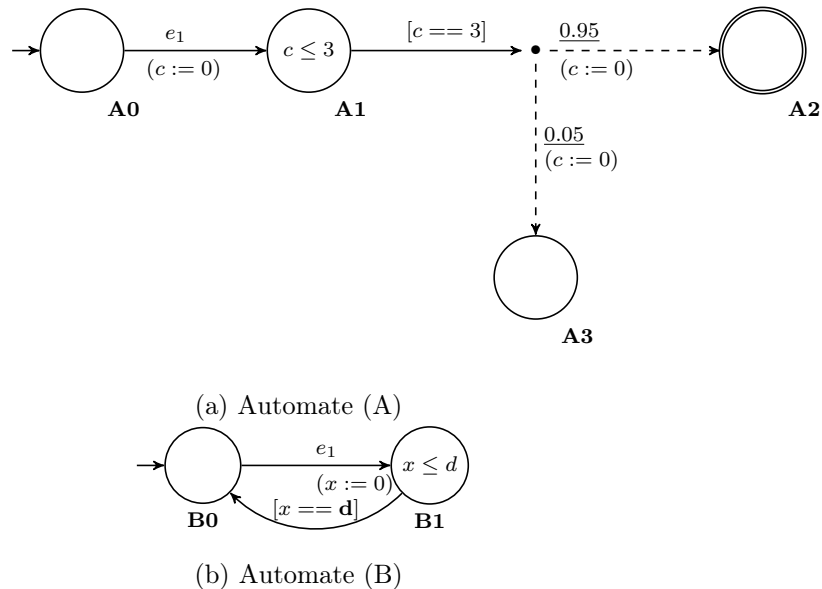 e₁
(c := 0)
c ≤ 3
[c == 3]
0.95
(c := 0)
A0
A1
A2
0.05
(c := 0)
A3
(a) Automate (A)
e₁
(x := 0)
x ≤ d
[x == d]
B0
B1
(b) Automate (B)